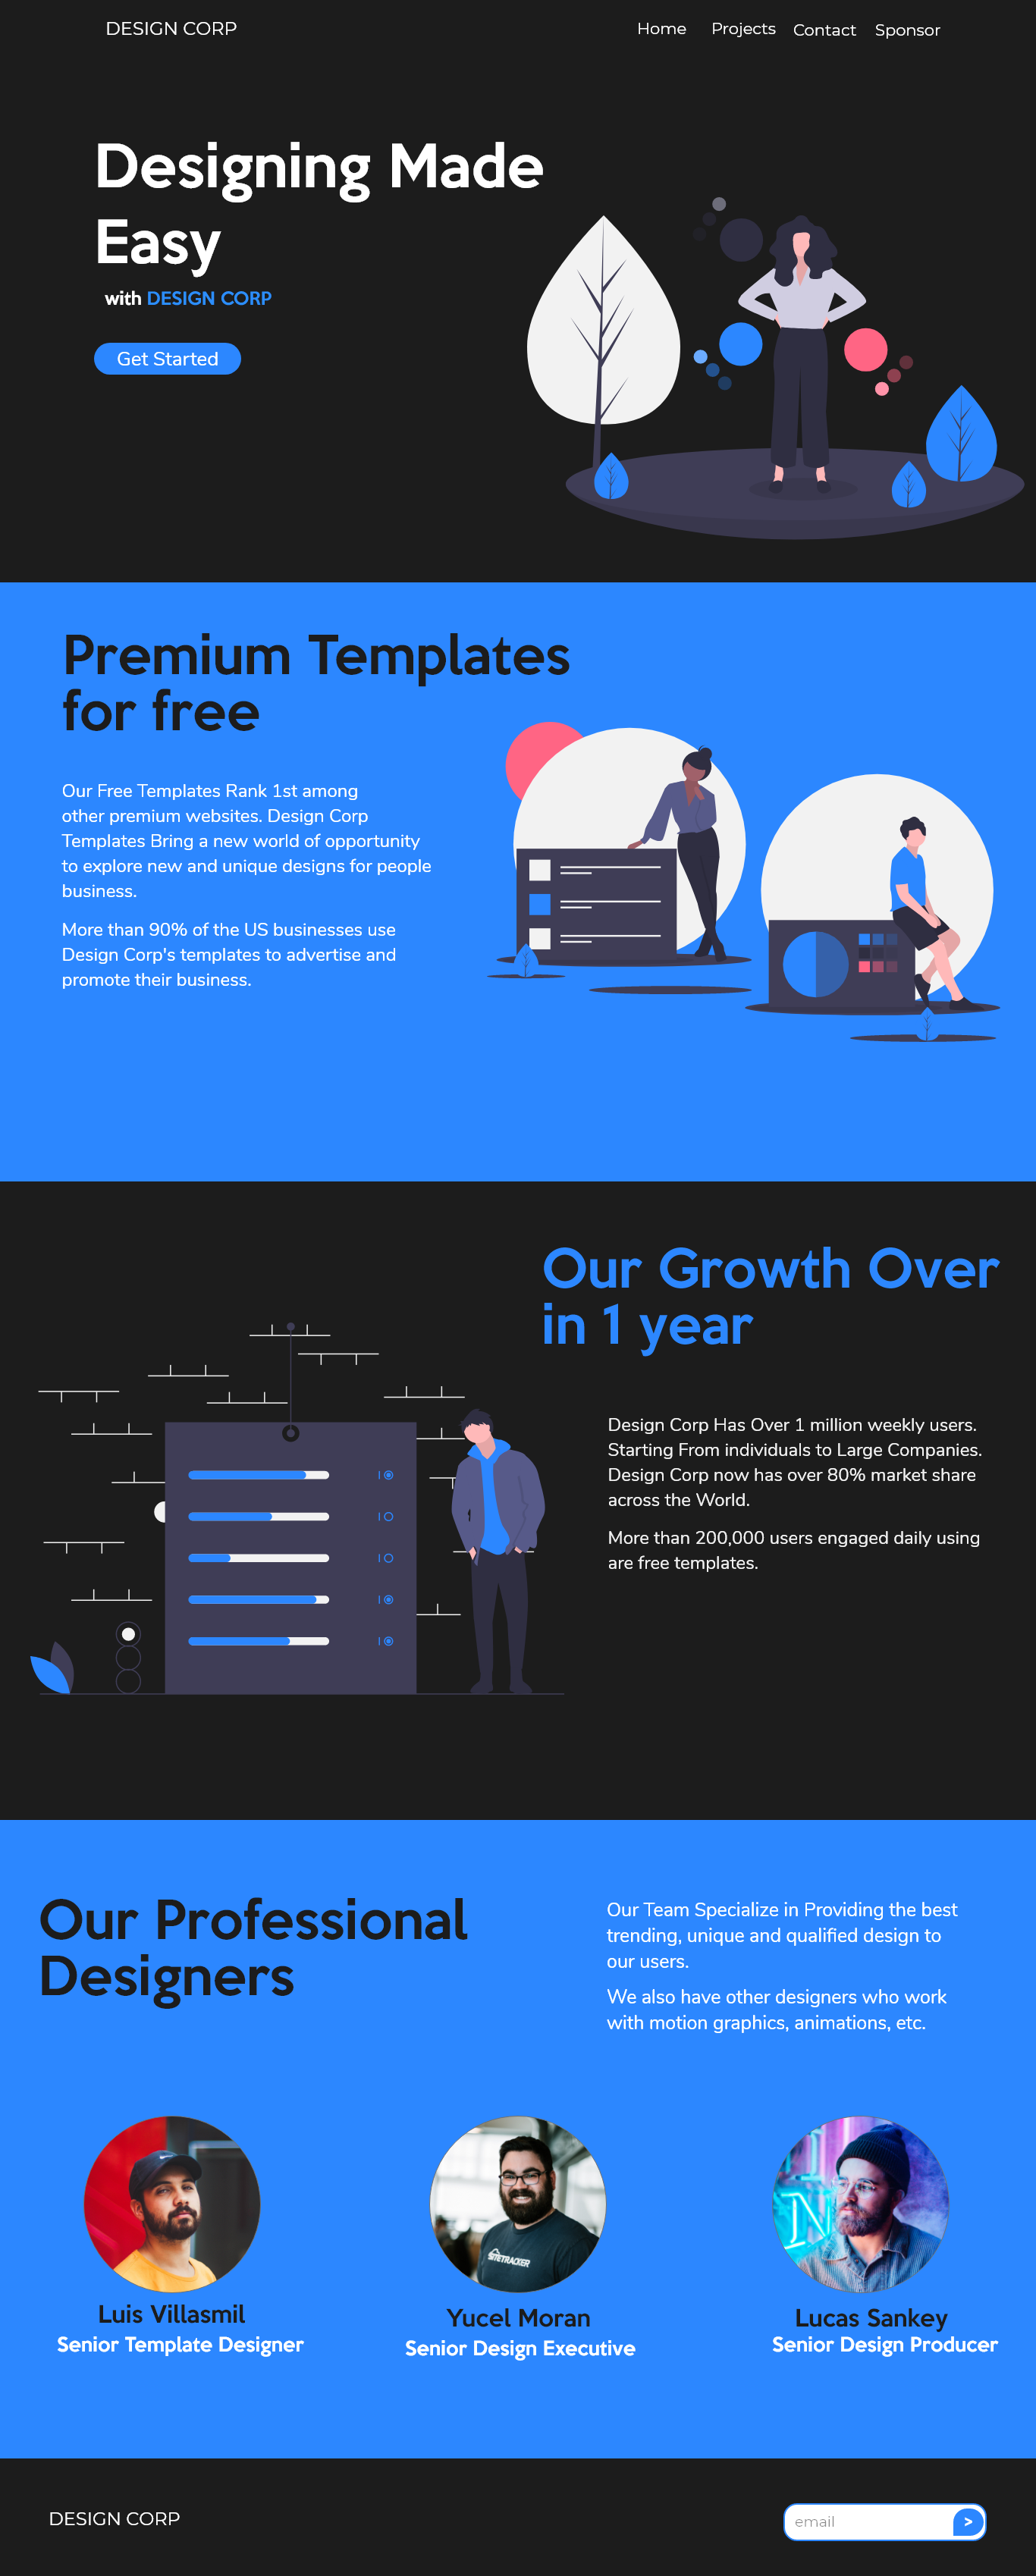 DESIGN CORP
Home Projects Contact Sponsor
Designing Made
Easy
with DESIGN CORP
Get Started
Premium Templates
for free
Our Free Templates Rank 1st among
other premium websites. Design Corp
Templates Bring a new world of opportunity
to explore new and unique designs for people
business.
More than 90% of the US businesses use
Design Corp's templates to advertise and
promote their business.
Our Growth Over
in 1 year
Design Corp Has Over 1 million weekly users.
Starting From individuals to Large Companies.
Design Corp now has over 80% market share
across the World.
More than 200,000 users engaged daily using
are free templates.
Our Professional
Designers
Our Team Specialize in Providing the best
trending, unique and qualified design to
our users.
We also have other designers who work
with motion graphics, animations, etc.
N
SITETRACKER
Luis Villasmil
Senior Template Designer
Yucel Moran
Senior Design Executive
Lucas Sankey
Senior Design Producer
DESIGN CORP
email
>